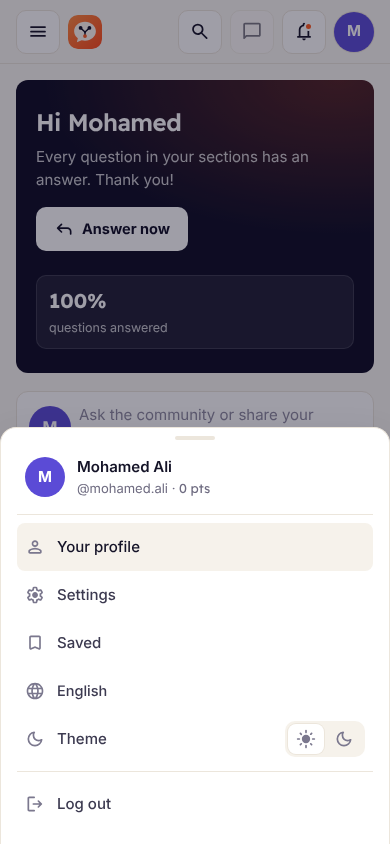 M
Hi Mohamed
Every question in your sections has an
answer. Thank you!
Answer now
100%
questions answered
M
Ask the community or share your
M
Mohamed Ali
@mohamed.ali · 0 pts
Your profile
Settings
Saved
English
Theme
Log out